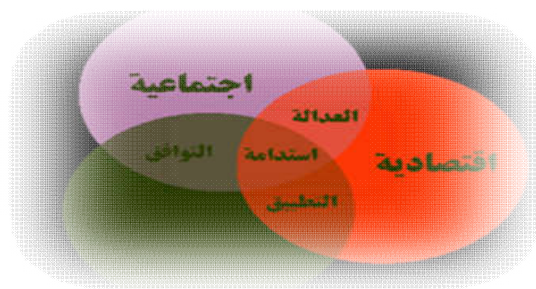 اجتماعية
العدالة
التوافق
استدامة
اقتصادية
التطبيق